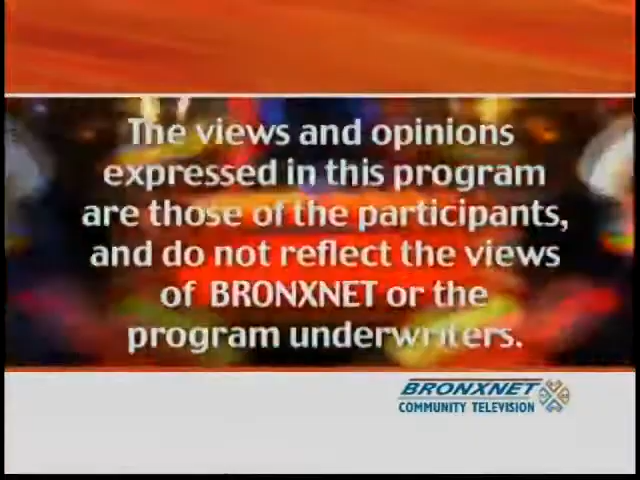 The views and opinions
expressed in this program
are those of the participants,
and do not reflect the views
of BRONXNET or the
program underwriters.
BRONXNET
COMMUNITY TELEVISION